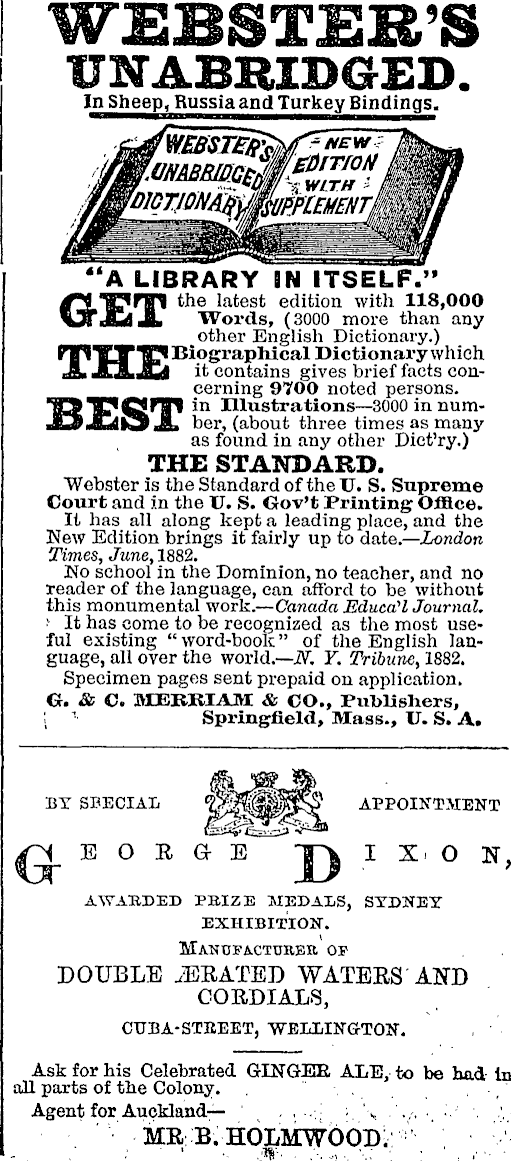 WEBSTER'S
UNABRIDGED.
In Sheep, Russia and Turkey Bindings.
WEBSTER'S
UNABRIDGED
DICTIONARY
NEW
EDITION
WITH
SUPPLEMENT
"A LIBRARY IN ITSELF."
GET the latest edition with 118,000
Words, (3000 more than any
other English Dictionary.)
THE Biographical Dictionary which
it contains gives brief facts con-
cerning 9700 noted persons.
BEST in Illustrations—3000 in num-
ber, (about three times as many
as found in any other Dict'ry.)
THE STANDARD.
Webster is the Standard of the U. S. Supreme
Court and in the U. S. Gov't Printing Office.
It has all along kept a leading place, and the
New Edition brings it fairly up to date.—London
Times, June, 1882.
No school in the Dominion, no teacher, and no
reader of the language, can afford to be without
this monumental work.—Canada Educa'l Journal.
It has come to be recognized as the most use-
ful existing "word-book" of the English lan-
guage, all over the world.—N. Y. Tribune, 1882.
Specimen pages sent prepaid on application.
G. & C. MERRIAM & CO., Publishers,
Springfield, Mass., U. S. A.
BY SPECIAL APPOINTMENT
GEORGE DIXON,
AWARDED PRIZE MEDALS, SYDNEY
EXHIBITION.
MANUFACTURER OF
DOUBLE ÆRATED WATERS AND
CORDIALS,
CUBA-STREET, WELLINGTON.
Ask for his Celebrated GINGER ALE, to be had in
all parts of the Colony.
Agent for Auckland—
MR B. HOLMWOOD.